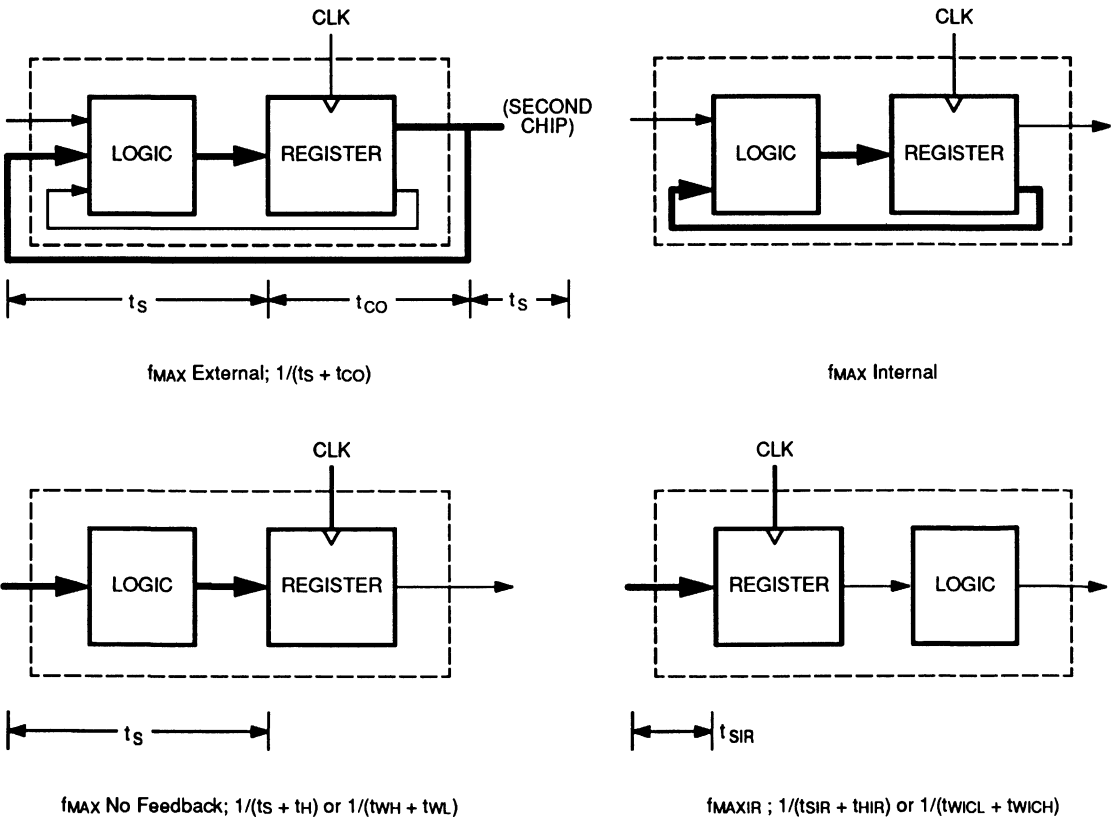 CLK
LOGIC
REGISTER
(SECOND
CHIP)
tS
tCO
tS
fMAX External; 1/(tS + tCO)
CLK
LOGIC
REGISTER
fMAX Internal
CLK
LOGIC
REGISTER
tS
fMAX No Feedback; 1/(tS + tH) or 1/(tWH + tWL)
CLK
REGISTER
LOGIC
tSIR
fMAXIR ; 1/(tSIR + tHIR) or 1/(tWICL + tWICH)